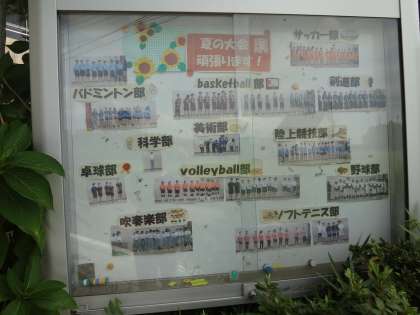 夏の大会
頑張ります！
サッカー部
バドミントン部
basketball部
剣道部
美術部
陸上競技部
科学部
卓球部
volleyball部
野球部
吹奏楽部
ソフトテニス部